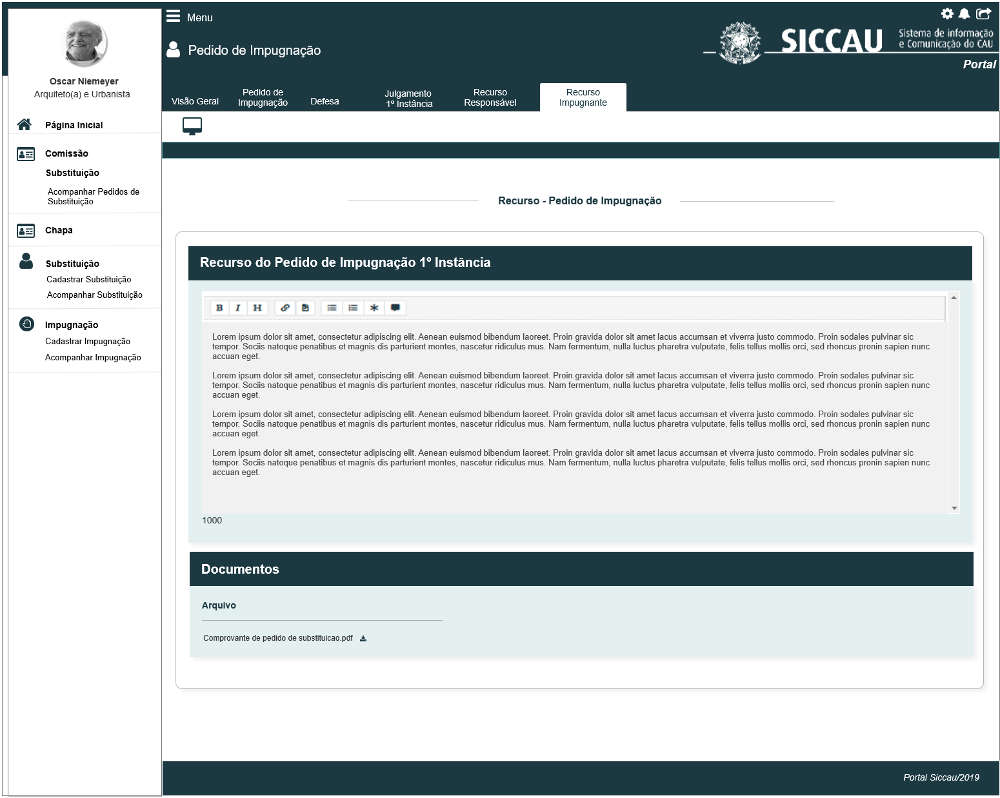 Menu
Pedido de Impugnação
SICCAU
Sistema de informação
e Comunicação do CAU
Portal
Oscar Niemeyer
Arquiteto(a) e Urbanista
Página Inicial
Comissão
Substituição
Acompanhar Pedidos de
Substituição
Chapa
Substituição
Cadastrar Substituição
Acompanhar Substituição
Impugnação
Cadastrar Impugnação
Acompanhar Impugnação
Visão Geral
Pedido de
Impugnação
Defesa
Julgamento
1º Instância
Recurso
Responsável
Recurso
Impugnante
Recurso - Pedido de Impugnação
Recurso do Pedido de Impugnação 1º Instância
B I H
Lorem ipsum dolor sit amet, consectetur adipiscing elit. Aenean euismod bibendum laoreet. Proin gravida dolor sit amet lacus accumsan et viverra justo commodo. Proin sodales pulvinar sic
tempor. Sociis natoque penatibus et magnis dis parturient montes, nascetur ridiculus mus. Nam fermentum, nulla luctus pharetra vulputate, felis tellus mollis orci, sed rhoncus pronin sapien nunc
accuan eget.
Lorem ipsum dolor sit amet, consectetur adipiscing elit. Aenean euismod bibendum laoreet. Proin gravida dolor sit amet lacus accumsan et viverra justo commodo. Proin sodales pulvinar sic
tempor. Sociis natoque penatibus et magnis dis parturient montes, nascetur ridiculus mus. Nam fermentum, nulla luctus pharetra vulputate, felis tellus mollis orci, sed rhoncus pronin sapien nunc
accuan eget.
Lorem ipsum dolor sit amet, consectetur adipiscing elit. Aenean euismod bibendum laoreet. Proin gravida dolor sit amet lacus accumsan et viverra justo commodo. Proin sodales pulvinar sic
tempor. Sociis natoque penatibus et magnis dis parturient montes, nascetur ridiculus mus. Nam fermentum, nulla luctus pharetra vulputate, felis tellus mollis orci, sed rhoncus pronin sapien nunc
accuan eget.
Lorem ipsum dolor sit amet, consectetur adipiscing elit. Aenean euismod bibendum laoreet. Proin gravida dolor sit amet lacus accumsan et viverra justo commodo. Proin sodales pulvinar sic
tempor. Sociis natoque penatibus et magnis dis parturient montes, nascetur ridiculus mus. Nam fermentum, nulla luctus pharetra vulputate, felis tellus mollis orci, sed rhoncus pronin sapien nunc
accuan eget.
1000
Documentos
Arquivo
Comprovante de pedido de substituicao.pdf
Portal Siccau/2019